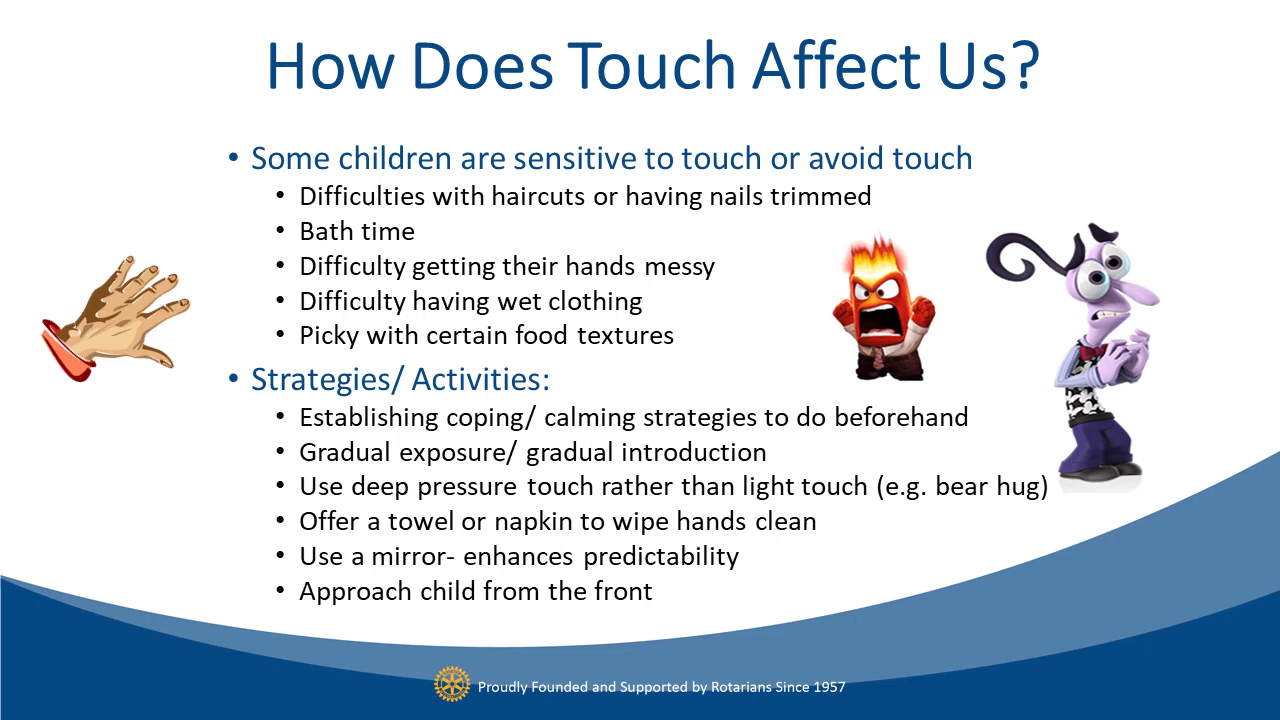 How Does Touch Affect Us?
• Some children are sensitive to touch or avoid touch
• Difficulties with haircuts or having nails trimmed
• Bath time
• Difficulty getting their hands messy
• Difficulty having wet clothing
• Picky with certain food textures
• Strategies/ Activities:
• Establishing coping/ calming strategies to do beforehand
• Gradual exposure/ gradual introduction
• Use deep pressure touch rather than light touch (e.g. bear hug)
• Offer a towel or napkin to wipe hands clean
• Use a mirror- enhances predictability
• Approach child from the front
Proudly Founded and Supported by Rotarians Since 1957